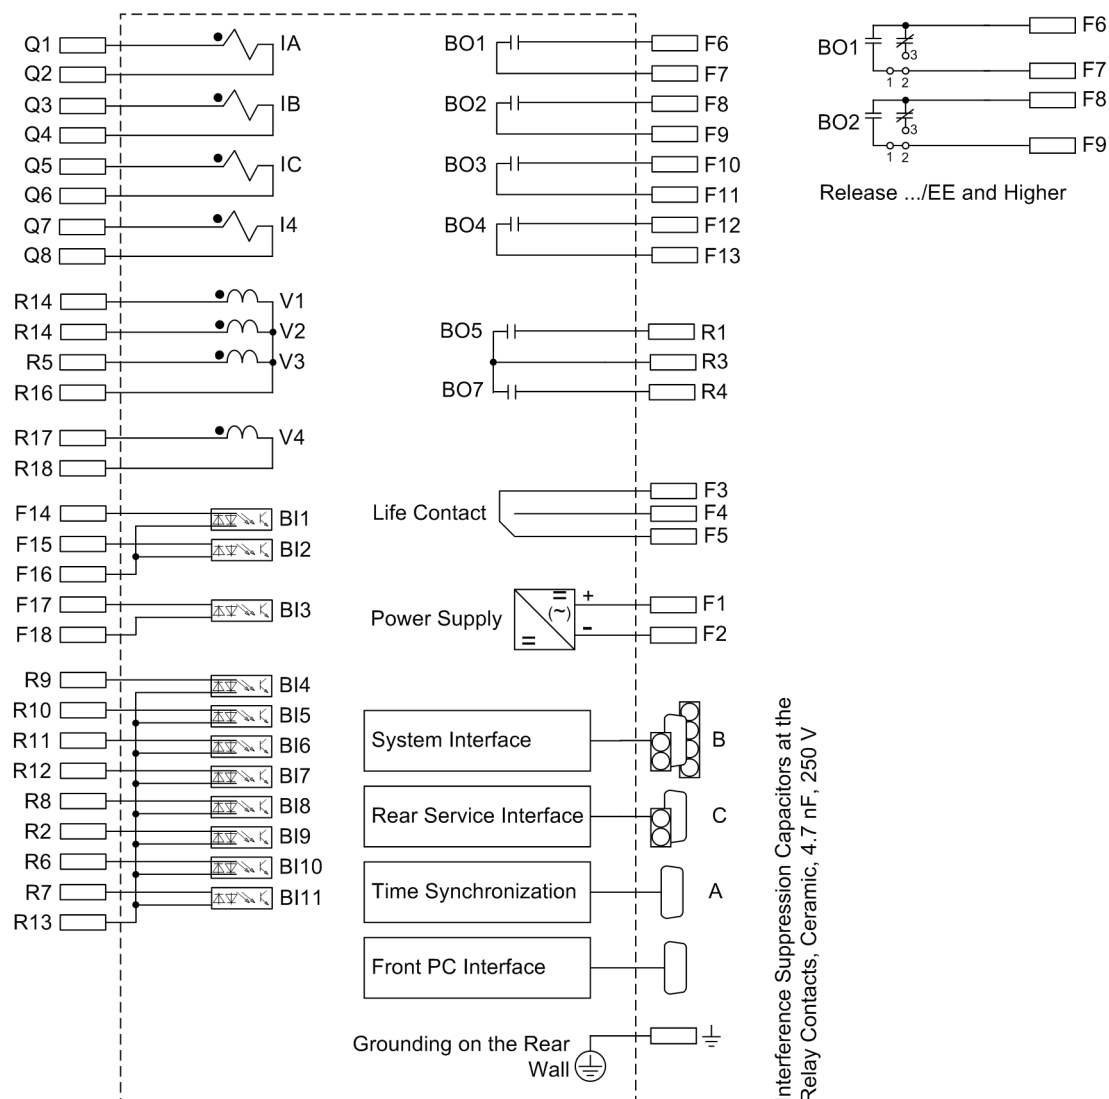 Q1
IA
Q2
Q3
IB
Q4
Q5
IC
Q6
Q7
I4
Q8
R14
V1
R14
V2
R5
V3
R16
R17
V4
R18
F14
BI1
F15
BI2
F16
F17
BI3
F18
R9
BI4
R10
BI5
R11
BI6
R12
BI7
R8
BI8
R2
BI9
R6
BI10
R7
BI11
R13
BO1
F6
F7
BO2
F8
F9
BO3
F10
F11
BO4
F12
F13
BO5
R1
R3
BO7
R4
Life Contact
F3
F4
F5
Power Supply
=
(~)
=
+
-
F1
F2
System Interface
B
Rear Service Interface
C
Time Synchronization
A
Front PC Interface
Grounding on the Rear
Wall
BO1
3
1 2
F6
F7
BO2
3
1 2
F8
F9
Release .../EE and Higher
Interference Suppression Capacitors at the
Relay Contacts, Ceramic, 4.7 nF, 250 V